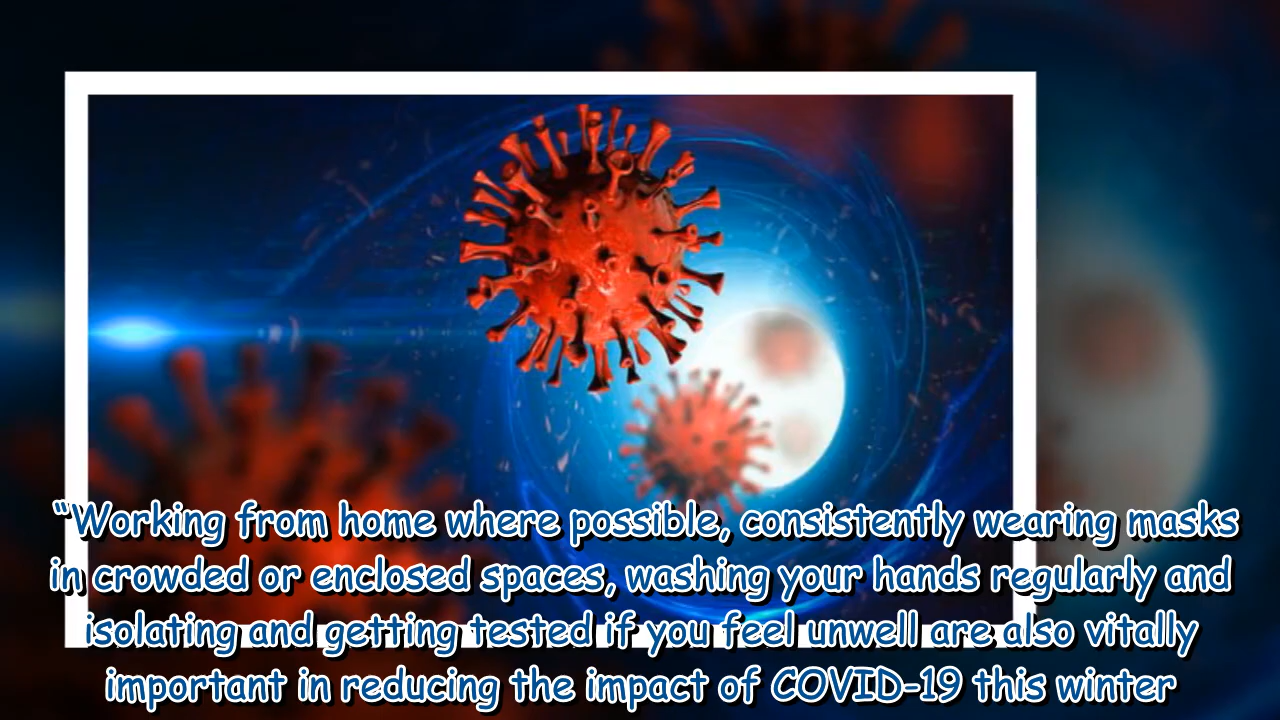 “Working from home where possible, consistently wearing masks
in crowded or enclosed spaces, washing your hands regularly and
isolating and getting tested if you feel unwell are also vitally
important in reducing the impact of COVID-19 this winter